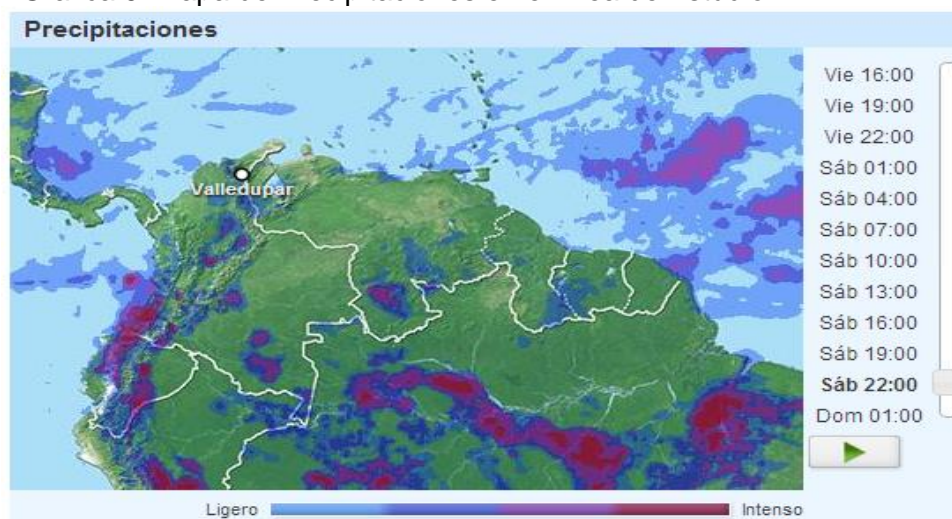 Precipitaciones
Valledupar
Vie 16:00
Vie 19:00
Vie 22:00
Sáb 01:00
Sáb 04:00
Sáb 07:00
Sáb 10:00
Sáb 13:00
Sáb 16:00
Sáb 19:00
Sáb 22:00
Dom 01:00
Ligero
Intenso